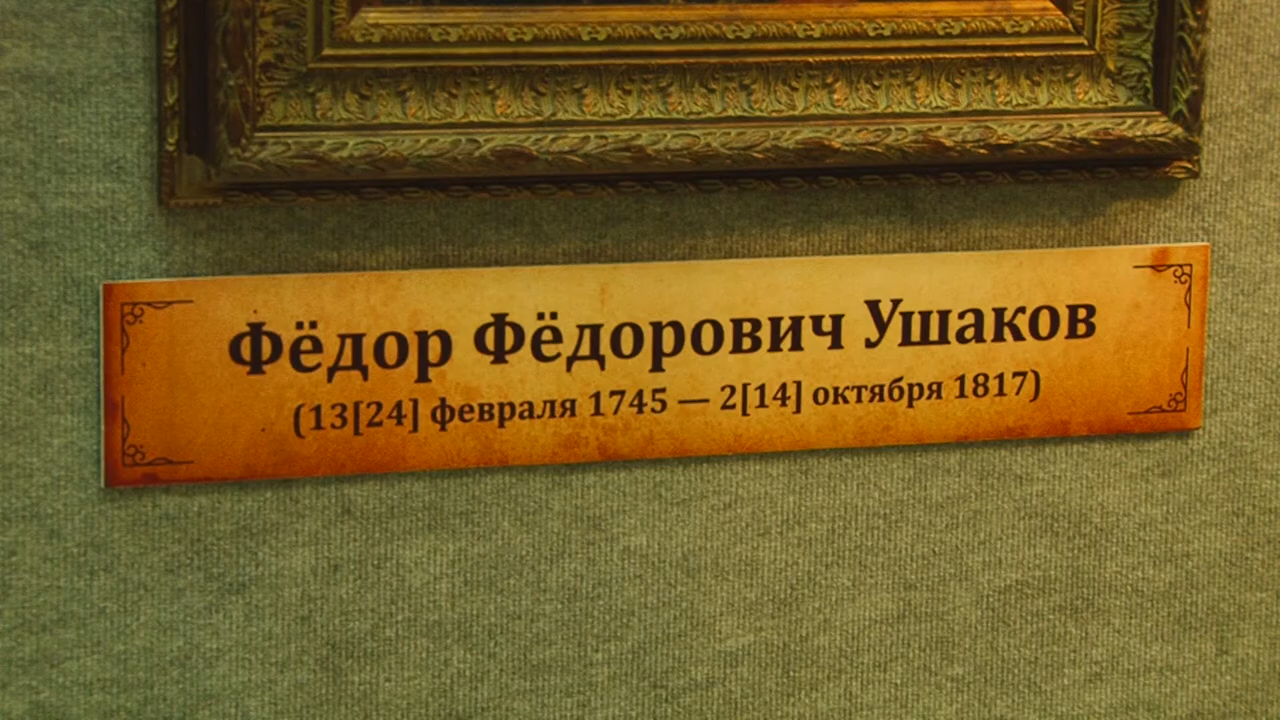 Фёдор Фёдорович Ушаков
(13[24] февраля 1745 — 2[14] октября 1817)